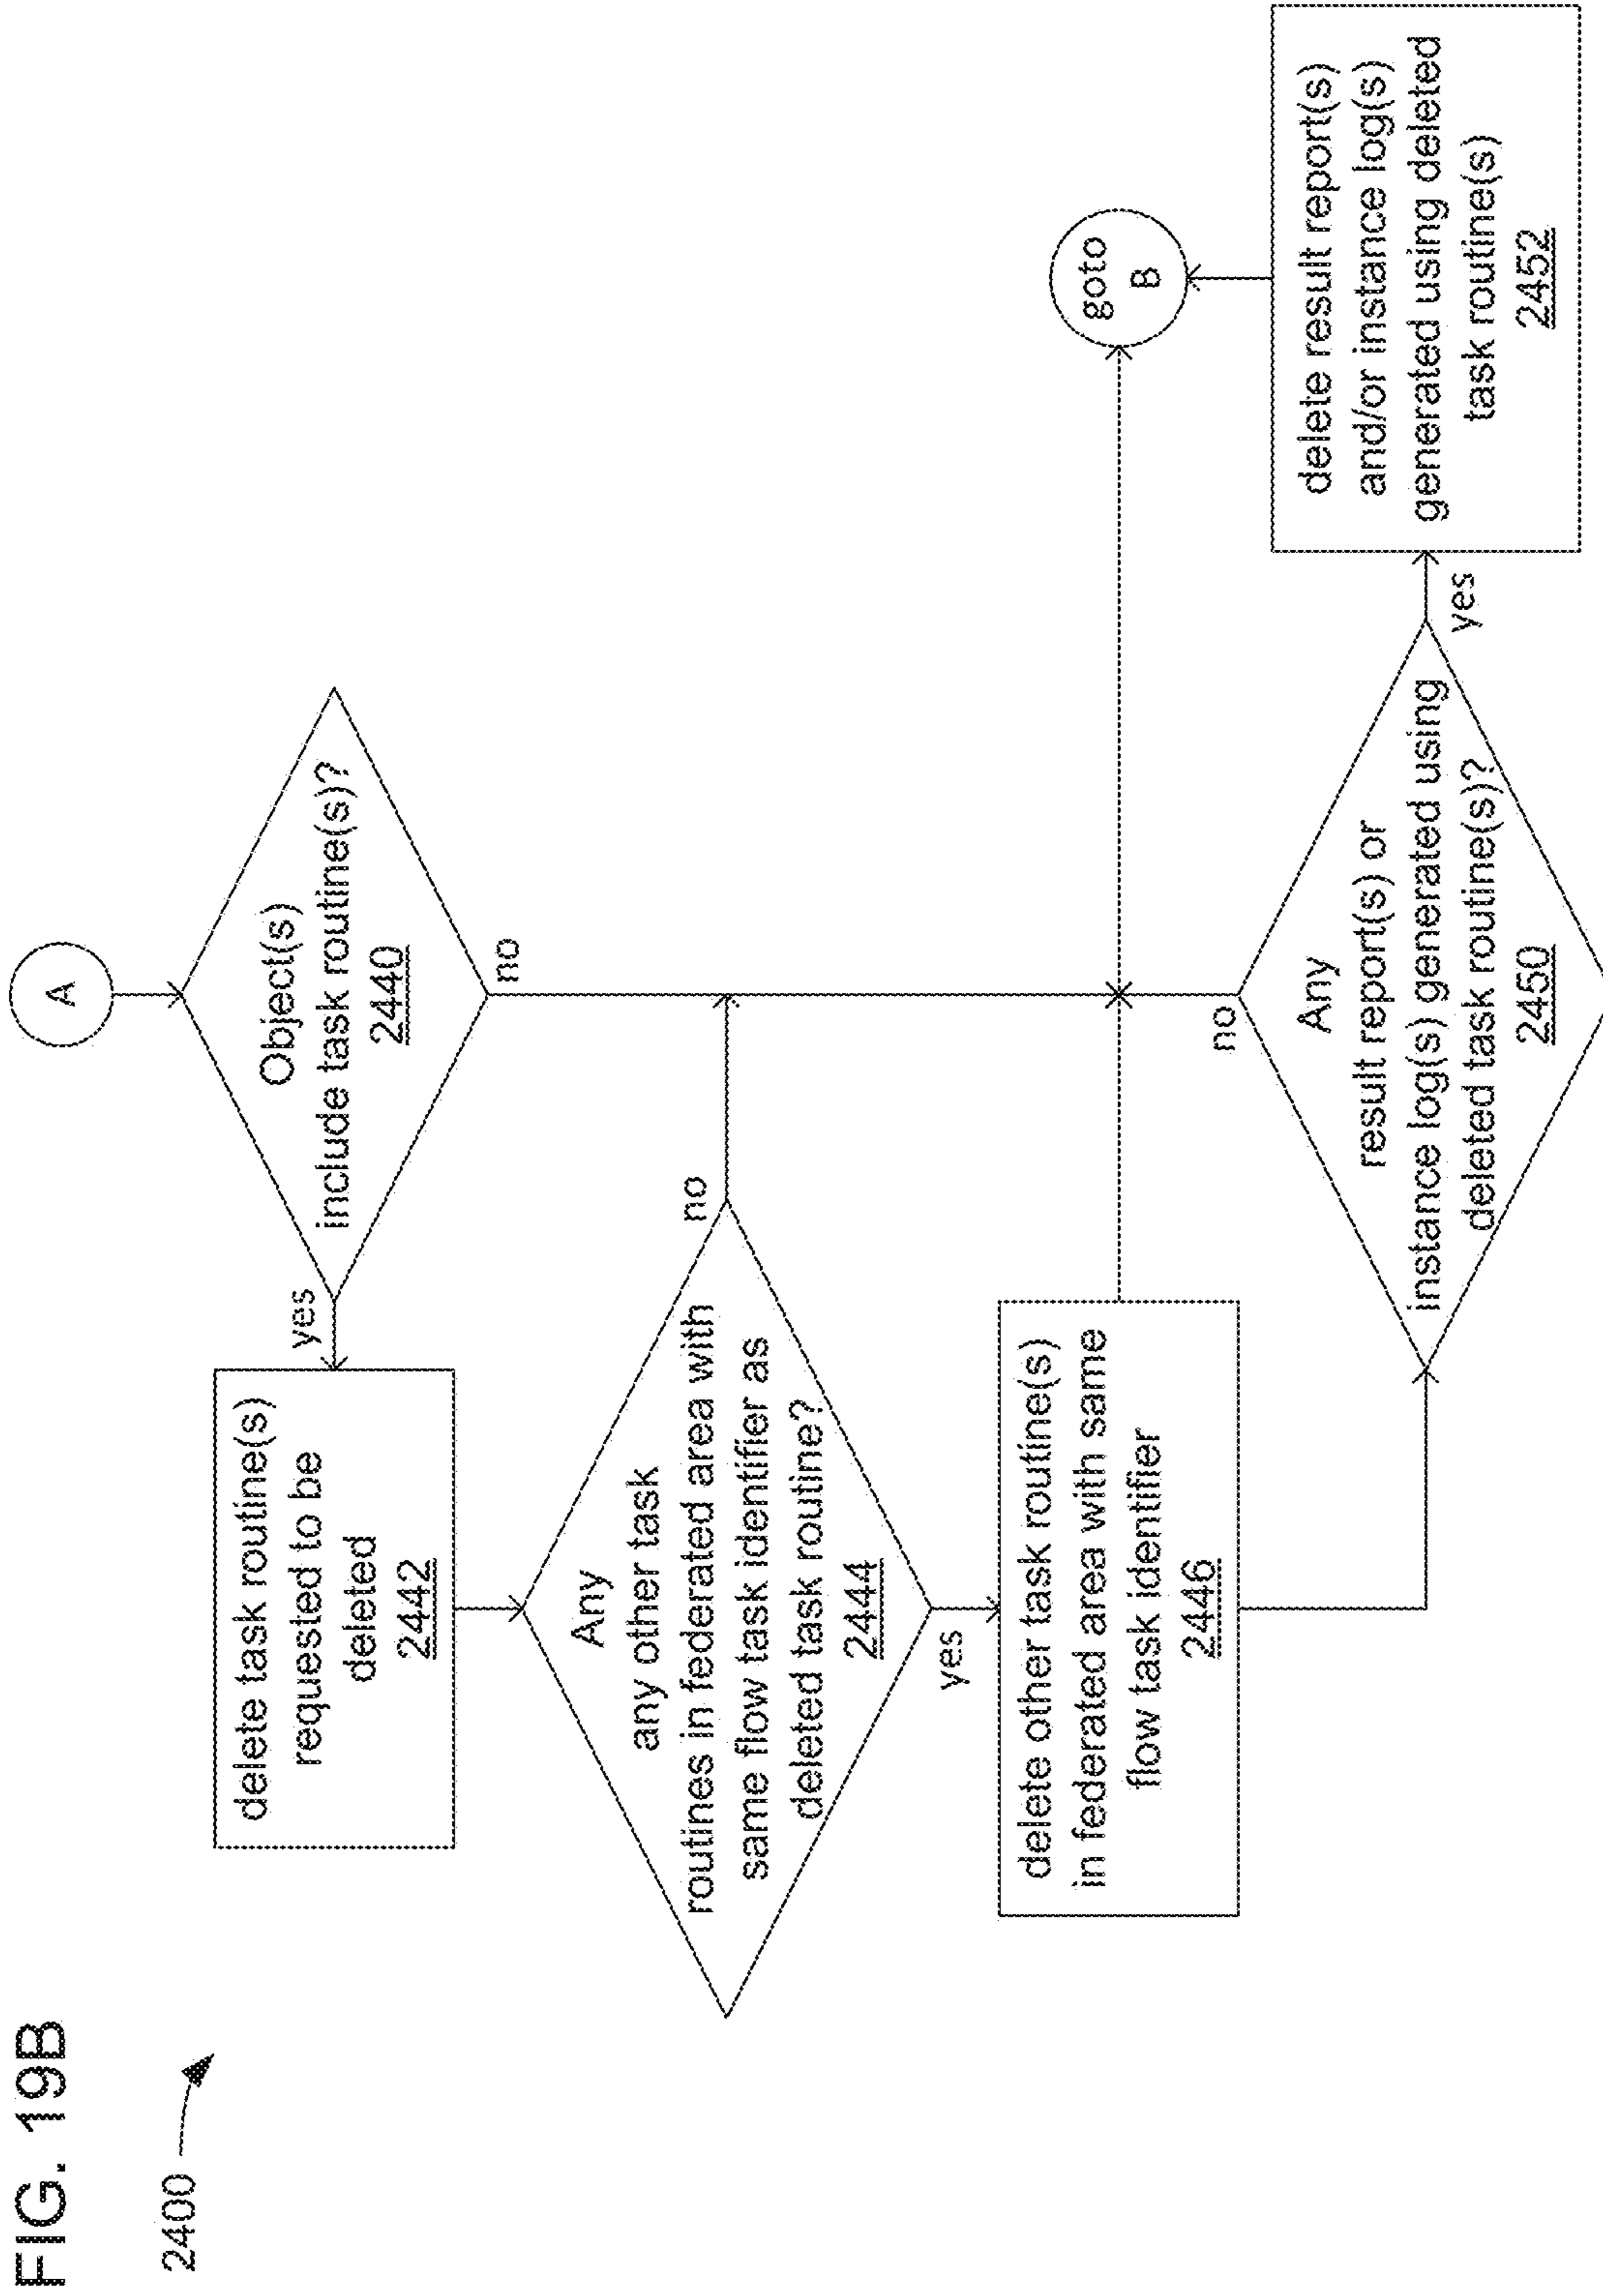 FIG. 19B
2400
A
Object(s)
include task routine(s)?
2440
yes
no
delete task routine(s)
requested to be
deleted
2442
Any
any other task
routines in federated area with
same flow task identifier as
deleted task routine?
2444
no
yes
delete other task routine(s)
in federated area with same
flow task identifier
2446
goto
B
no
Any
result report(s) or
instance log(s) generated using
deleted task routine(s)?
2450
yes
delete result report(s)
and/or instance log(s)
generated using deleted
task routine(s)
2452